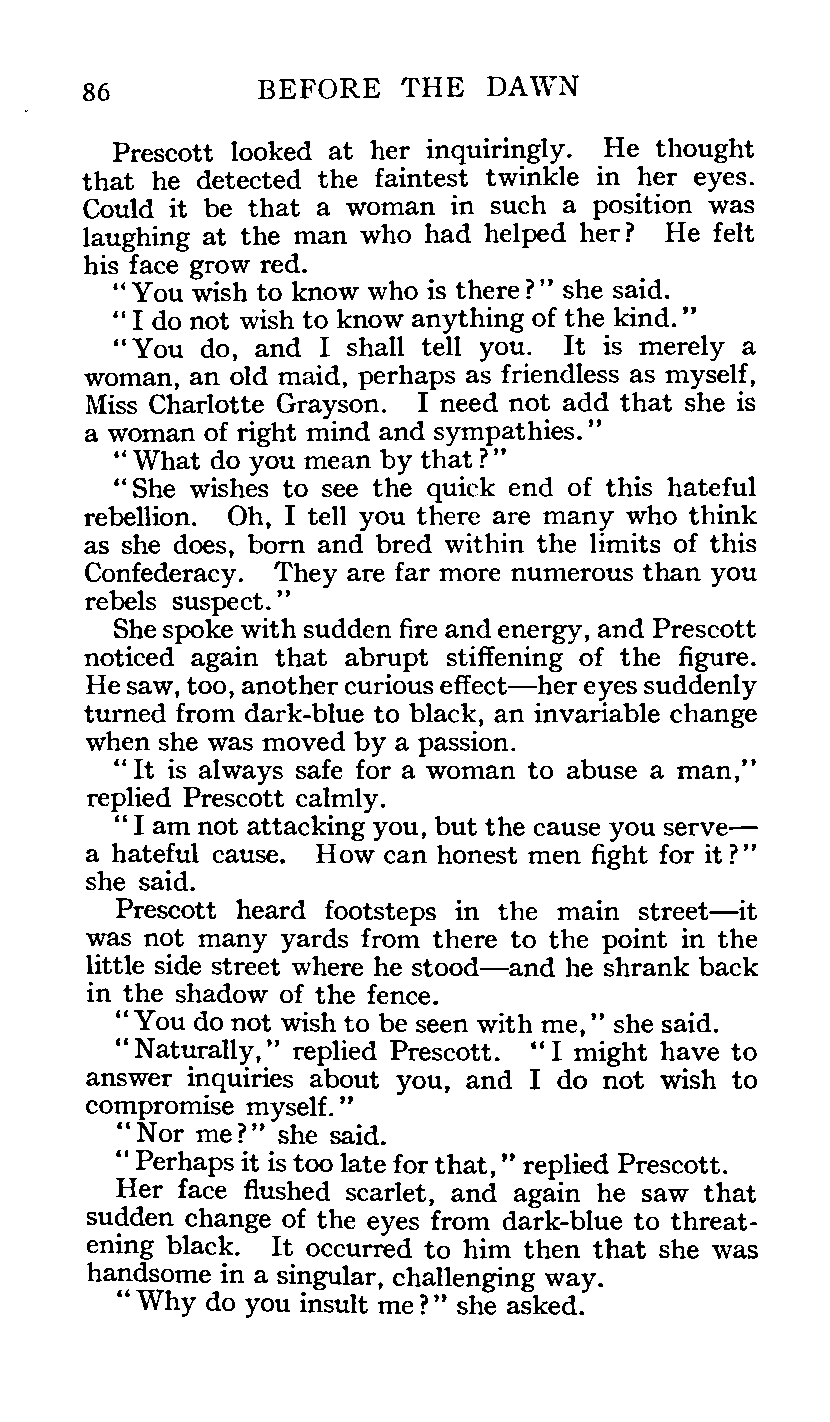 86 BEFORE THE DAWN
Prescott looked at her inquiringly. He thought
that he detected the faintest twinkle in her eyes.
Could it be that a woman in such a position was
laughing at the man who had helped her? He felt
his face grow red.
"You wish to know who is there?" she said.
"I do not wish to know anything of the kind."
"You do, and I shall tell you. It is merely a
woman, an old maid, perhaps as friendless as myself,
Miss Charlotte Grayson. I need not add that she is
a woman of right mind and sympathies."
"What do you mean by that?"
"She wishes to see the quick end of this hateful
rebellion. Oh, I tell you there are many who think
as she does, born and bred within the limits of this
Confederacy. They are far more numerous than you
rebels suspect."
She spoke with sudden fire and energy, and Prescott
noticed again that abrupt stiffening of the figure.
He saw, too, another curious effect—her eyes suddenly
turned from dark-blue to black, an invariable change
when she was moved by a passion.
"It is always safe for a woman to abuse a man,"
replied Prescott calmly.
"I am not attacking you, but the cause you serve—
a hateful cause. How can honest men fight for it?"
she said.
Prescott heard footsteps in the main street—it
was not many yards from there to the point in the
little side street where he stood—and he shrank back
in the shadow of the fence.
"You do not wish to be seen with me," she said.
"Naturally," replied Prescott. "I might have to
answer inquiries about you, and I do not wish to
compromise myself."
"Nor me?" she said.
"Perhaps it is too late for that," replied Prescott.
Her face flushed scarlet, and again he saw that
sudden change of the eyes from dark-blue to threat-
ening black. It occurred to him then that she was
handsome in a singular, challenging way.
"Why do you insult me?" she asked.